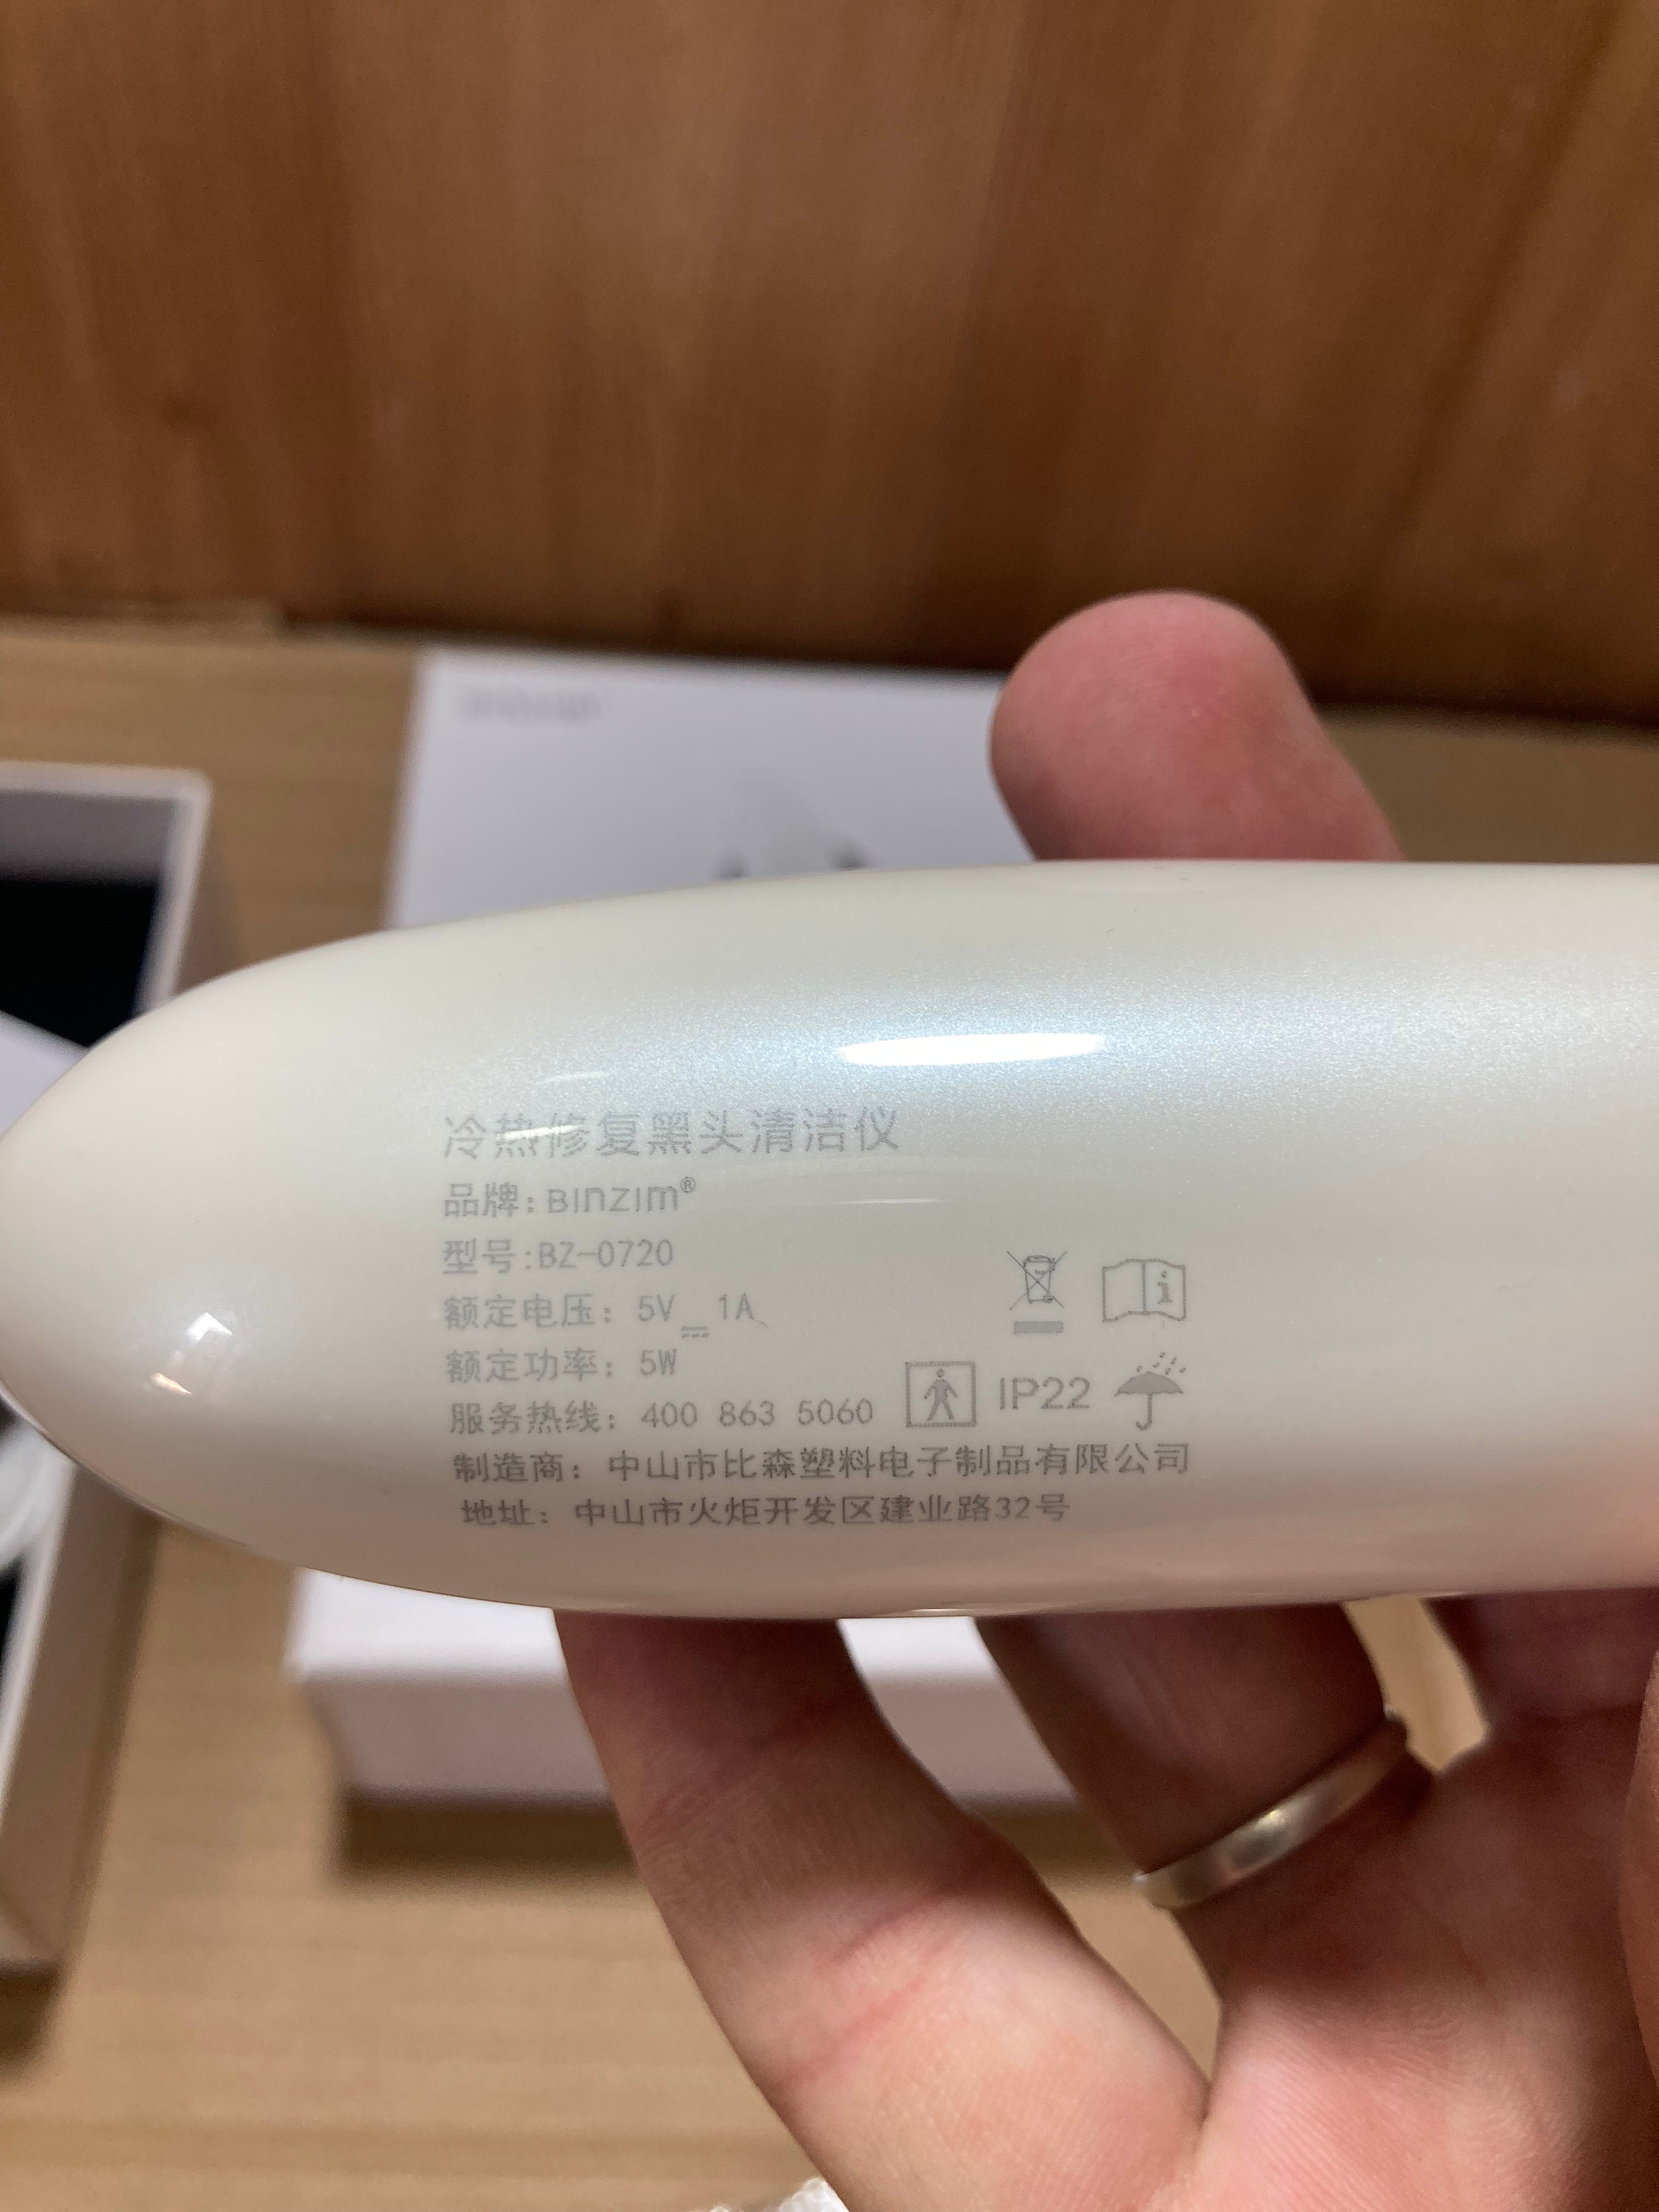 冷热修复黑头清洁仪
品牌：BINZIM®
型号:BZ-0720
额定电压：5V⎓1A
额定功率：5W
服务热线：400 863 5060
IP22
制造商：中山市比森塑料电子制品有限公司
地址：中山市火炬开发区建业路32号